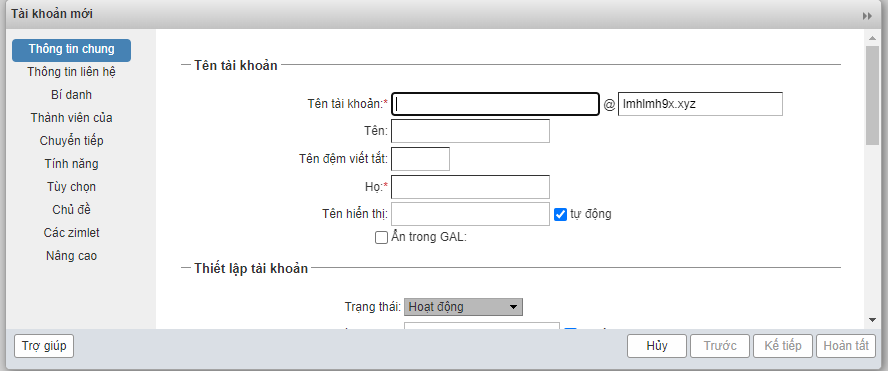 Tài khoản mới
Thông tin chung
Thông tin liên hệ
Bí danh
Thành viên của
Chuyển tiếp
Tính năng
Tùy chọn
Chủ đề
Các zimlet
Nâng cao
Tên tài khoản
Tên tài khoản:* @ lmhlmh9x.xyz
Tên:
Tên đệm viết tắt:
Họ:*
Tên hiển thị: tự động
Ẩn trong GAL:
Thiết lập tài khoản
Trạng thái: Hoạt động
Trợ giúp Hủy Trước Kế tiếp Hoàn tất